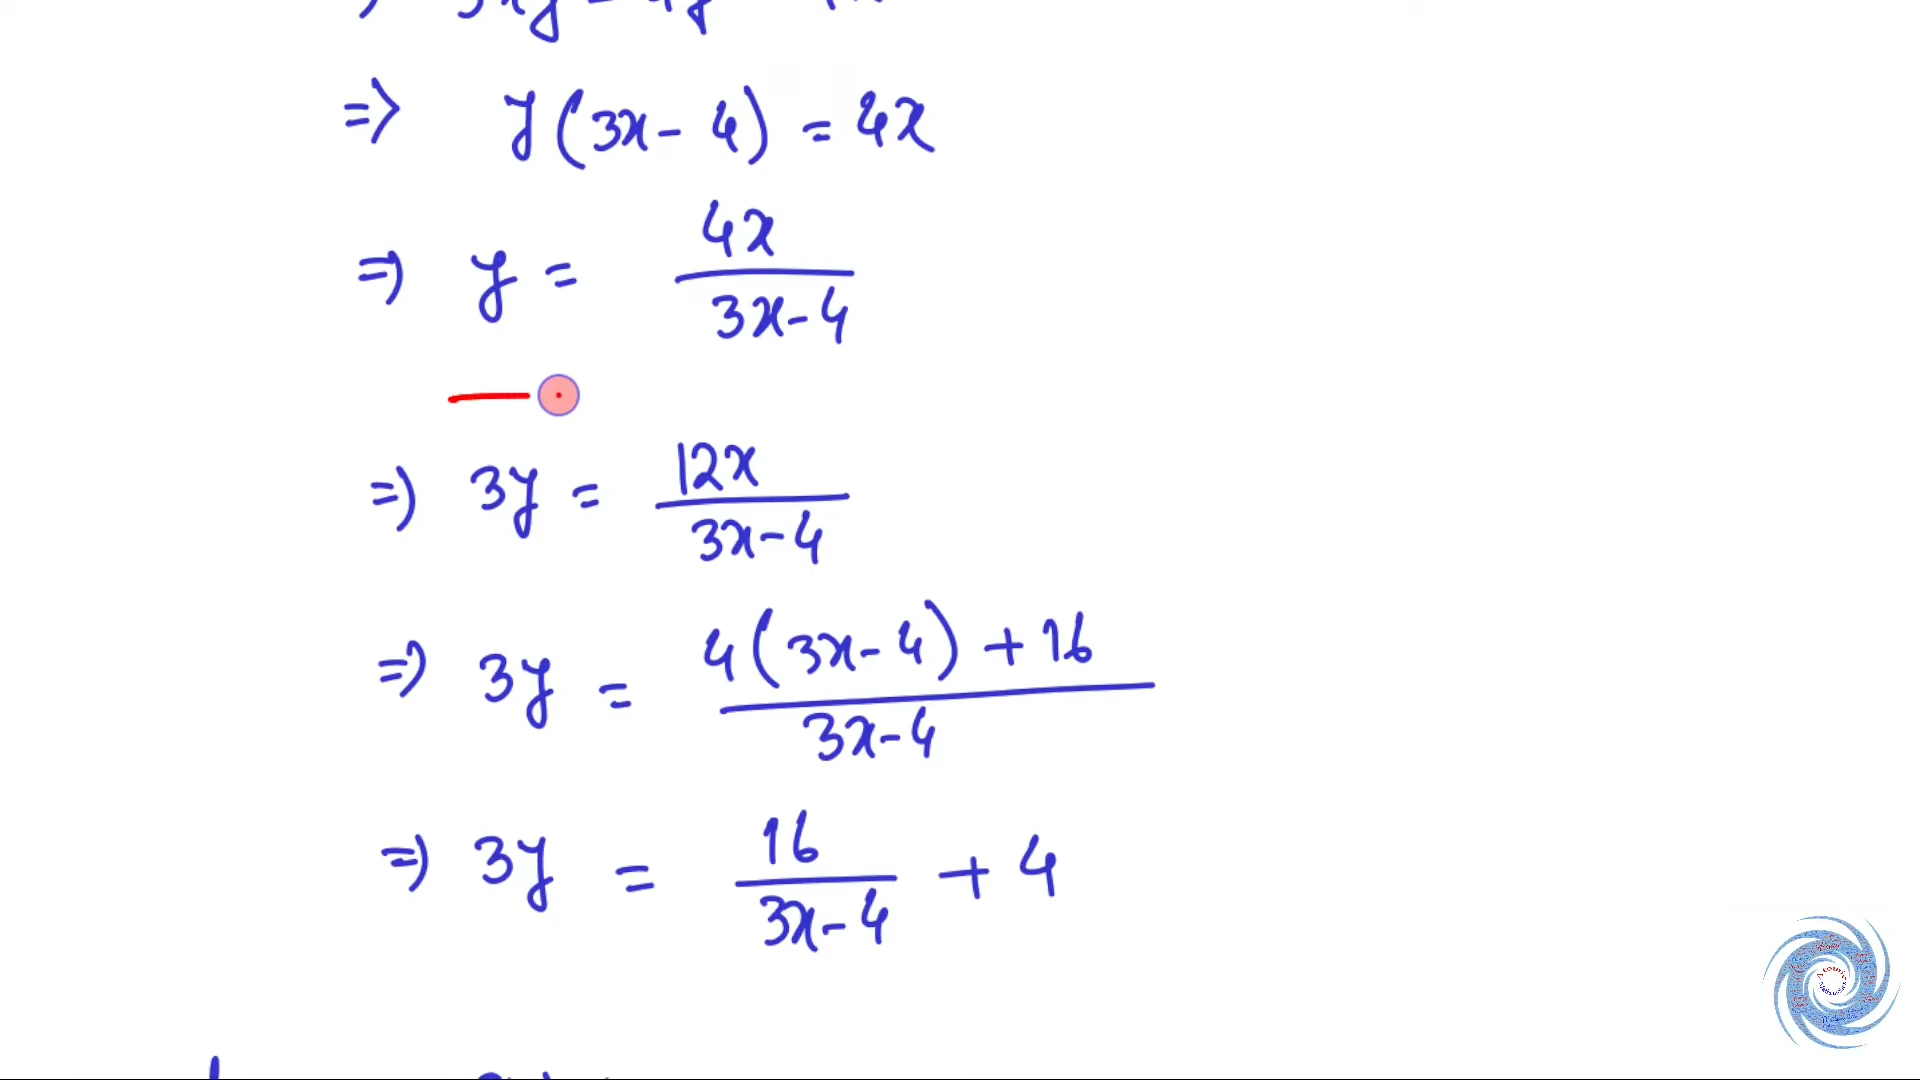 => y(3x-4) = 4x
=> y = 4x/(3x-4)
=> 3y = 12x/(3x-4)
=> 3y = (4(3x-4)+16)/(3x-4)
=> 3y = 16/(3x-4) + 4